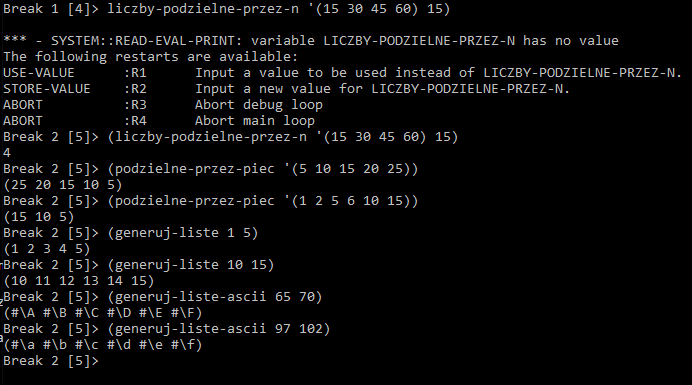 Break 1 [4]> liczby-podzielne-przez-n '(15 30 45 60) 15)

*** - SYSTEM::READ-EVAL-PRINT: variable LICZBY-PODZIELNE-PRZEZ-N has no value
The following restarts are available:
USE-VALUE      :R1      Input a value to be used instead of LICZBY-PODZIELNE-PRZEZ-N.
STORE-VALUE    :R2      Input a new value for LICZBY-PODZIELNE-PRZEZ-N.
ABORT          :R3      Abort debug loop
ABORT          :R4      Abort main loop
Break 2 [5]> (liczby-podzielne-przez-n '(15 30 45 60) 15)
4
Break 2 [5]> (podzielne-przez-piec '(5 10 15 20 25))
(25 20 15 10 5)
Break 2 [5]> (podzielne-przez-piec '(1 2 5 6 10 15))
(15 10 5)
Break 2 [5]> (generuj-liste 1 5)
(1 2 3 4 5)
Break 2 [5]> (generuj-liste 10 15)
(10 11 12 13 14 15)
Break 2 [5]> (generuj-liste-ascii 65 70)
(#\A #\B #\C #\D #\E #\F)
Break 2 [5]> (generuj-liste-ascii 97 102)
(#\a #\b #\c #\d #\e #\f)
Break 2 [5]>